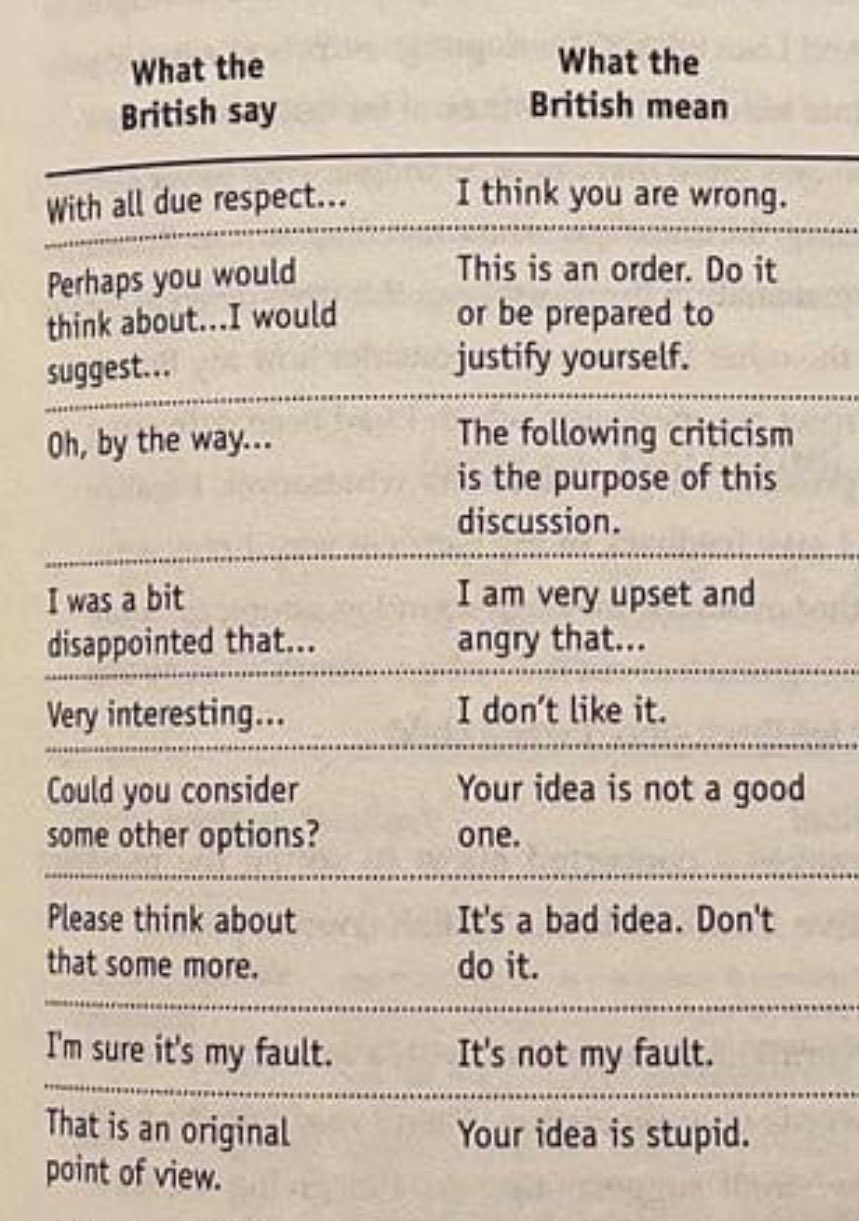 What the
British say
What the
British mean
With all due respect...
I think you are wrong.
Perhaps you would
think about...I would
suggest...
This is an order. Do it
or be prepared to
justify yourself.
Oh, by the way...
The following criticism
is the purpose of this
discussion.
I was a bit
disappointed that...
I am very upset and
angry that...
Very interesting...
I don't like it.
Could you consider
some other options?
Your idea is not a good
one.
Please think about
that some more.
It's a bad idea. Don't
do it.
I'm sure it's my fault.
It's not my fault.
That is an original
point of view.
Your idea is stupid.